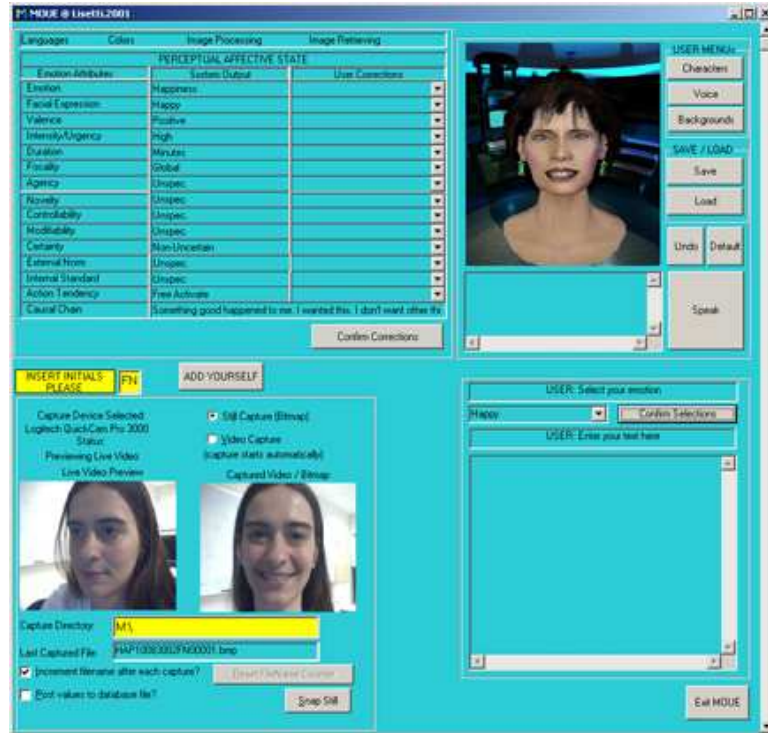 MOUE @ Lisetti.2001
Languages Colors Image Processing Image Retrieving
PERCEPTUAL AFFECTIVE STATE
Emotion Attributes System Output User Corrections
Emotion Happiness
Facial Expression Happy
Valence Positive
Intensity/Urgency High
Duration Minutes
Focality Global
Agency Unspec.
Novelty Unspec.
Controllability Unspec.
Modifiability Unspec.
Certainty Non-Uncertain
External Norm Unspec.
Internal Standard Unspec.
Action Tendency Free Activate
Causal Chain Something good happened to me. I wanted this. I don't want other thi
Confirm Corrections
USER MENUs
Characters
Voice
Backgrounds
SAVE / LOAD
Save
Load
Undo Default
Speak
INSERT INITIALS
PLEASE
FN
ADD YOURSELF
Capture Device Selected:
Logitech QuickCam Pro 3000
Status:
Previewing Live Video
Live Video Preview
Still Capture (Bitmap)
Video Capture
(capture starts automatically)
Captured Video / Bitmap
Capture Directory: M:\
Last Captured File: HAP10083002FN00001.bmp
Increment filename after each capture?
Reset FileName Counter
Post values to database file?
Snap Still
USER: Select your emotion
Happy Confirm Selections
USER: Enter your text here
Exit MOUE